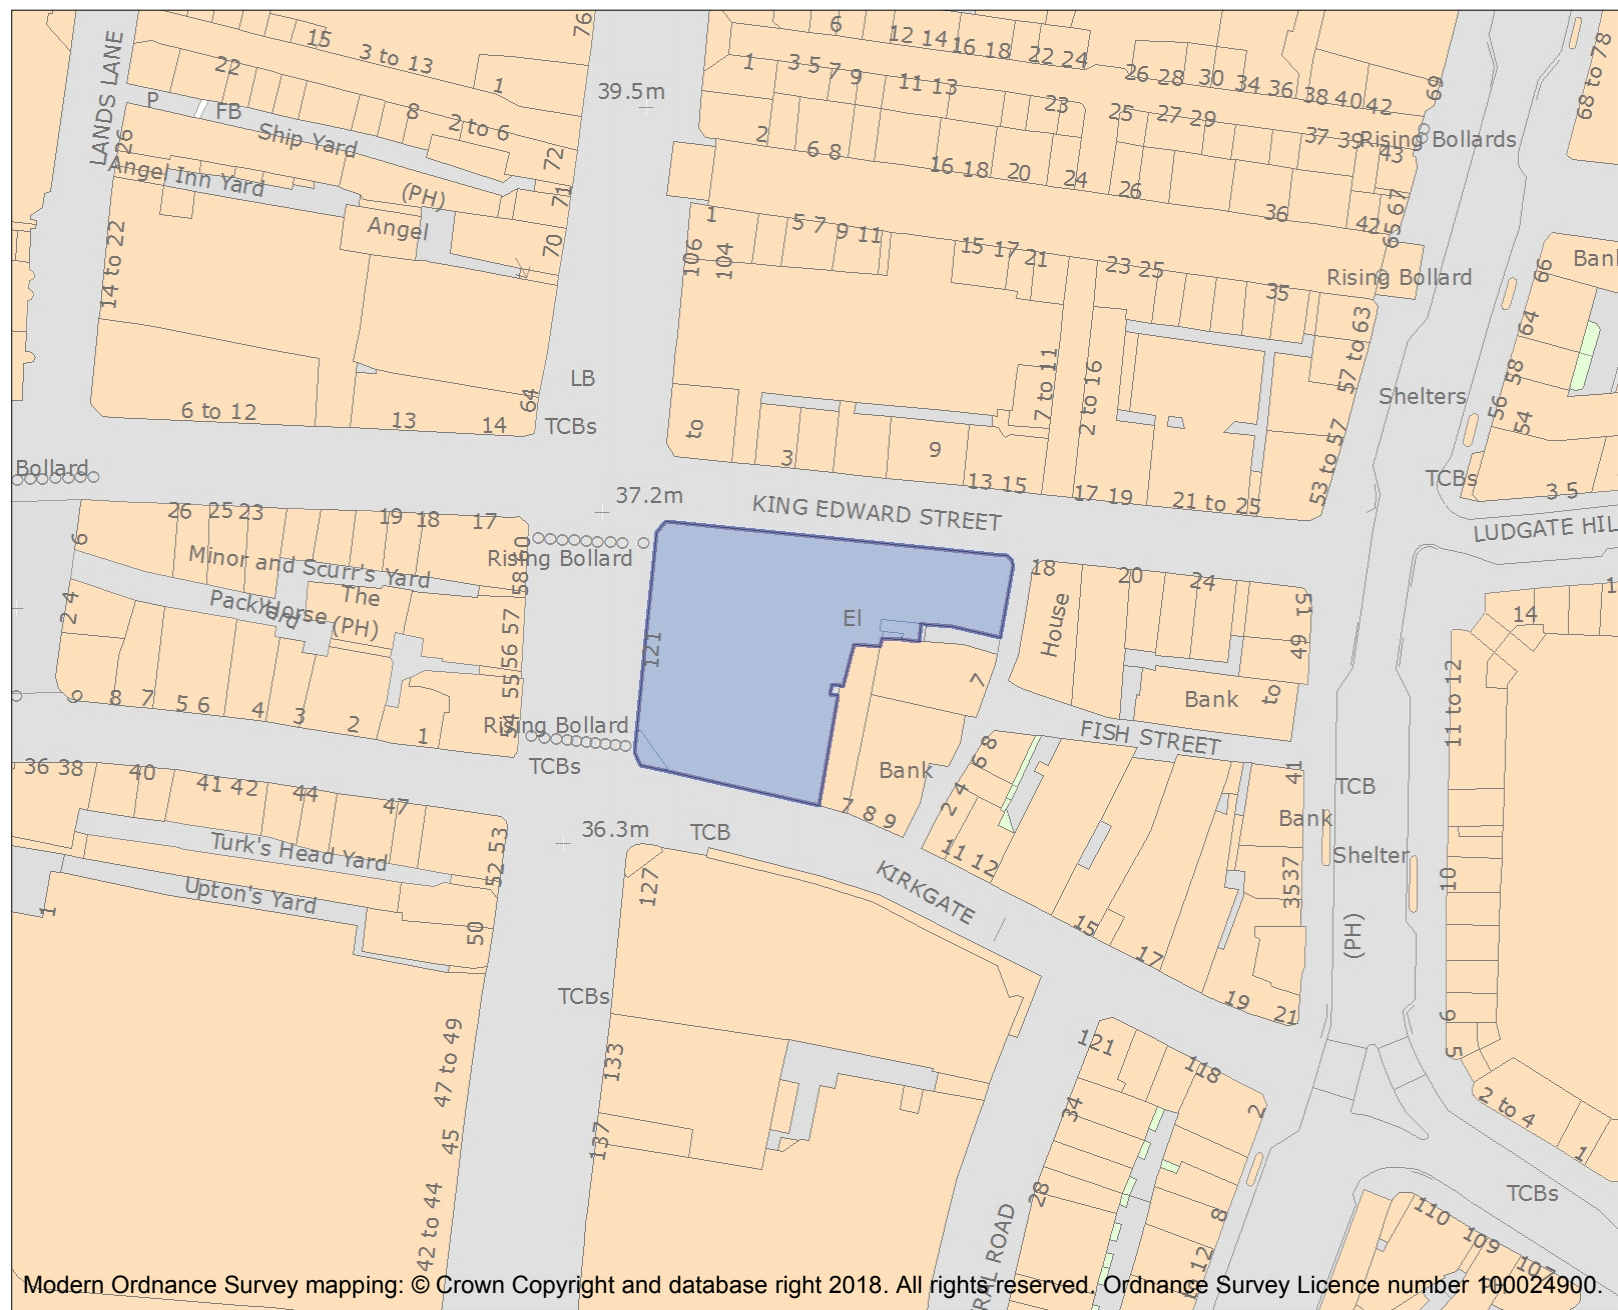 76
6
12 14 16 18 22 24
15
3 to 13
1
22
26 28 30 34 36 38 40 42
69
68 to 78
LANDS LANE
P
FB
8
2 to 6
39.5m
1
3 5 7 9
11 13
23
25
27 29
37 39
Rising Bollards
43
26
Ship Yard
72
2
6 8
16 18
20
24
26
36
42
65 67
Angel Inn Yard
(PH)
71
Angel
70
1
5 7 9 11
15 17 21
23 25
35
Rising Bollard
66
Bank
14 to 22
106
104
64
57 to 63
58
56
54
7 to 11
2 to 16
Shelters
LB
64
TCBs
6 to 12
13
14
to
3
9
13 15
17 19
21 to 25
53 to 57
TCBs
3 5
Bollard
37.2m
KING EDWARD STREET
LUDGATE HIL
26 25 23
19 18
17
6
60
Rising Bollard
58
Minor and Scurr's Yard
The
Pack Horse (PH)
Yard
2 4
57
56
55
54
121
El
18
House
20
24
51
49
to
14
1
7
Bank
11 to 12
9
8 7 5 6 4 3 2 1
Rising Bollard
TCBs
FISH STREET
6 8
2 4
Bank
7 8 9
11 12
41
TCB
Bank
Shelter
36 38
40
41 42
44
47
36.3m
TCB
Turk's Head Yard
52 53
Upton's Yard
1
50
127
KIRKGATE
15
17
19
21
35 37
10
(PH)
TCBs
6
5
47 to 49
45
42 to 44
133
137
121
118
34
2
28
8
12
2 to 4
1
TCBs
110
109
107
RAL ROAD
Modern Ordnance Survey mapping: © Crown Copyright and database right 2018. All rights reserved. Ordnance Survey Licence number 100024900.